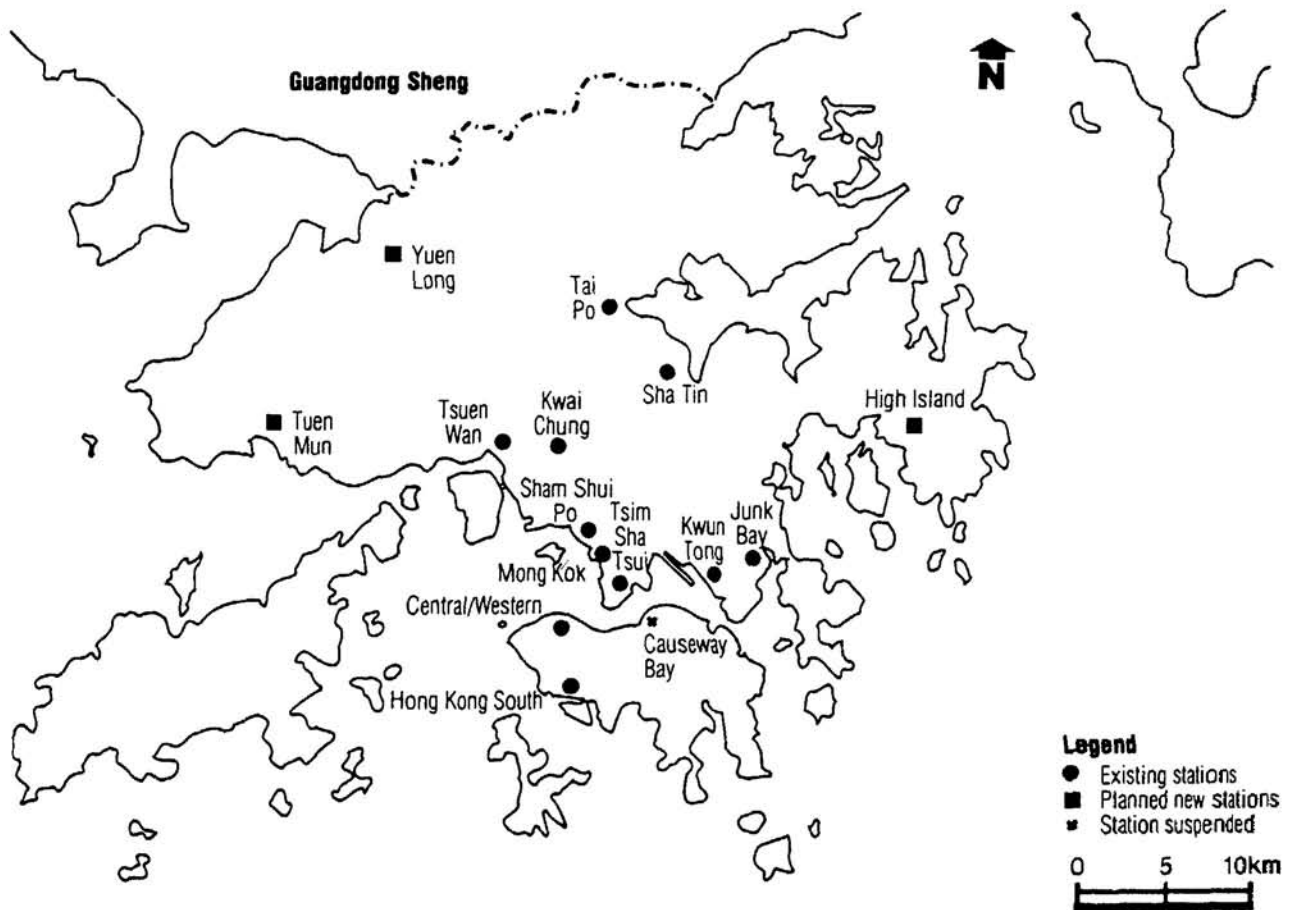 Guangdong Sheng
N
Yuen
Long
Tai
Po
Sha Tin
High Island
Tuen
Mun
Tsuen
Wan
Kwai
Chung
Sham Shui
Po
Tsim
Sha
Tsui
Kwun
Tong
Junk
Bay
Mong Kok
Central/Western
Causeway
Bay
Hong Kong South
Legend
Existing stations
Planned new stations
Station suspended
0 5 10km